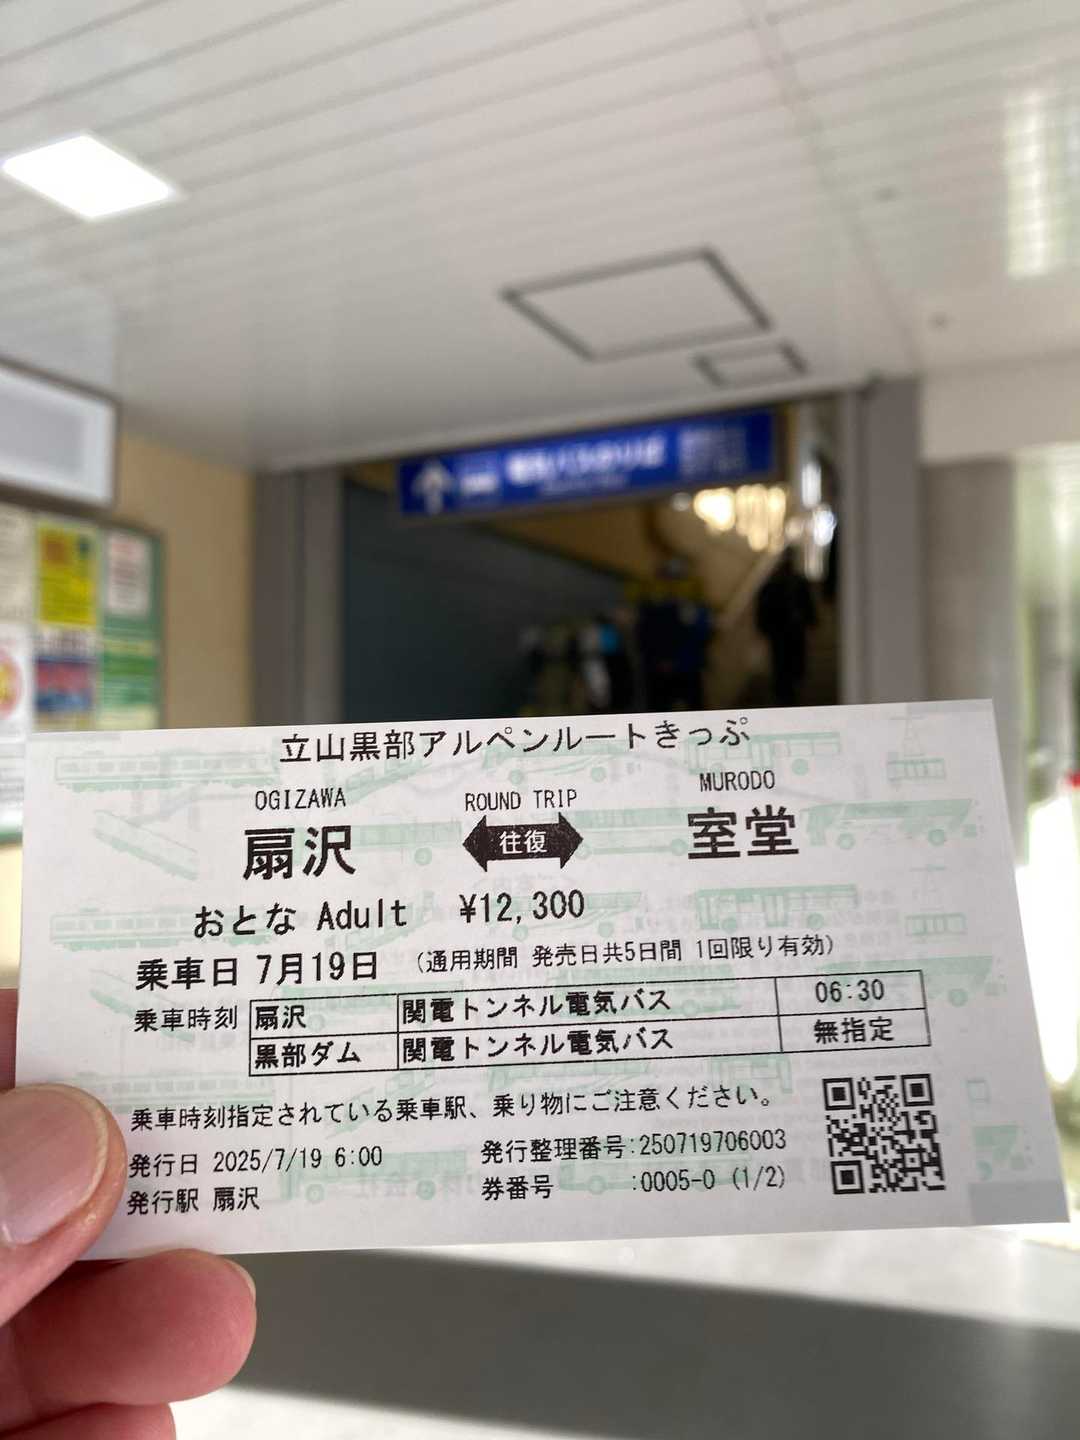 電気バスのりば
立山黒部アルペンルートきっぷ
OGIZAWA ROUND TRIP MURODO
扇沢 往復 室堂
おとな Adult ¥12,300
乗車日 7月19日 (通用期間 発売日共5日間 1回限り有効)
乗車時刻 扇沢 関電トンネル電気バス 06:30
黒部ダム 関電トンネル電気バス 無指定
乗車時刻指定されている乗車駅、乗り物にご注意ください。
発行日 2025/7/19 6:00 発行整理番号:250719706003
発行駅 扇沢 券番号 :0005-0 (1/2)